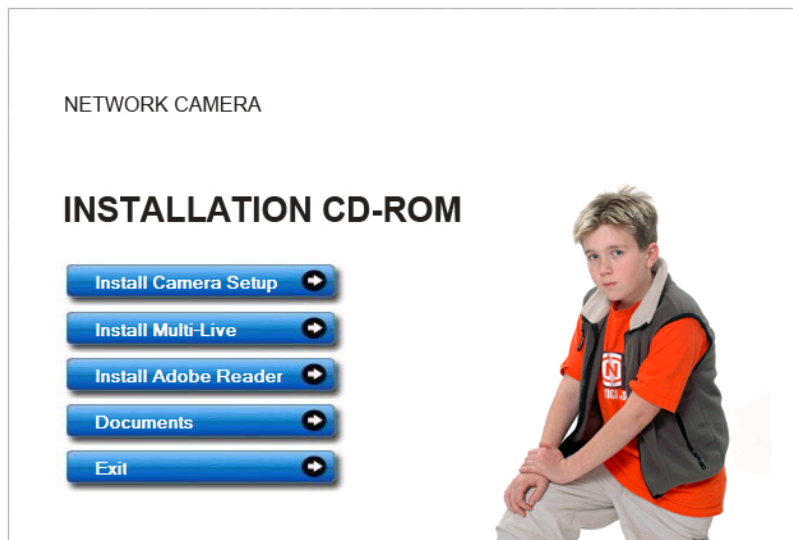 NETWORK CAMERA
INSTALLATION CD-ROM
Install Camera Setup
Install Multi-Live
Install Adobe Reader
Documents
Exit
N